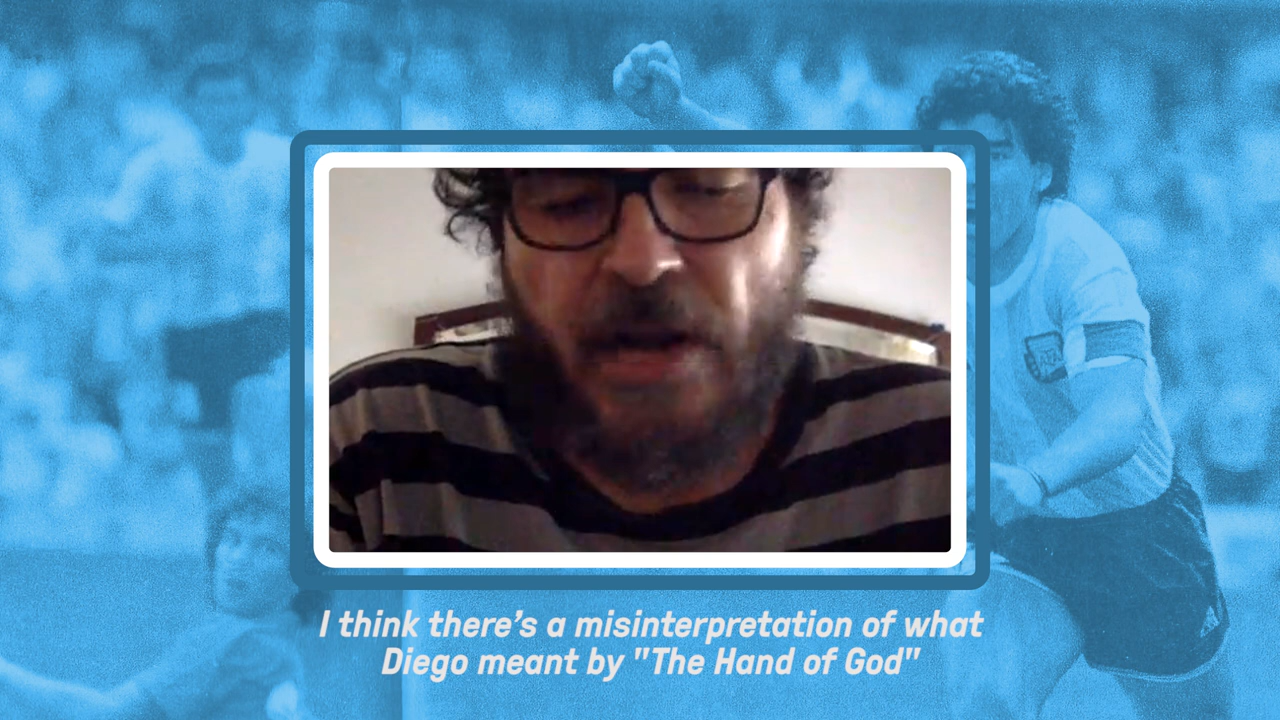 I think there's a misinterpretation of what
Diego meant by "The Hand of God"